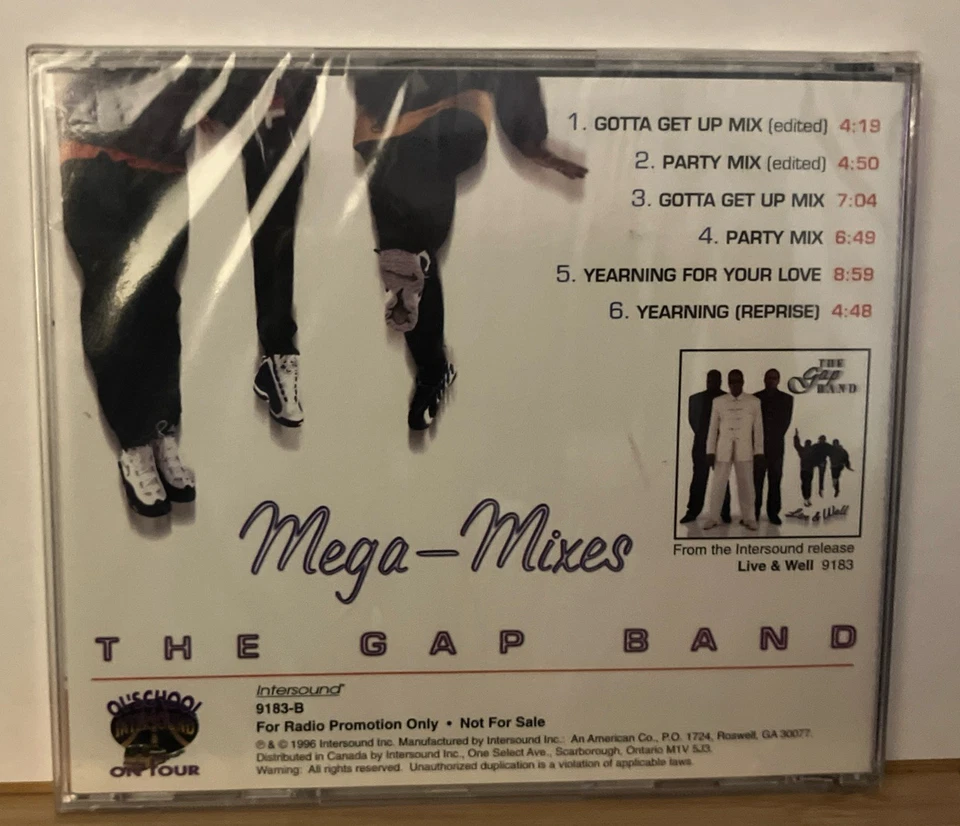 1. GOTTA GET UP MIX (edited) 4:19
2. PARTY MIX (edited) 4:50
3. GOTTA GET UP MIX 7:04
4. PARTY MIX 6:49
5. YEARNING FOR YOUR LOVE 8:59
6. YEARNING (REPRISE) 4:48
THE
Gap
BAND
Live & Well
From the Intersound release
Live & Well 9183
Mega-Mixes
THE GAP BAND
OL'SCHOOL
ON TOUR
Intersound
9183-B
For Radio Promotion Only • Not For Sale
℗ & © 1996 Intersound Inc. Manufactured by Intersound Inc.: An American Co., P.O. 1724, Roswell, GA 30077.
Distributed in Canada by Intersound Inc., One Select Ave., Scarborough, Ontario M1V 5J3.
Warning: All rights reserved. Unauthorized duplication is a violation of applicable laws.